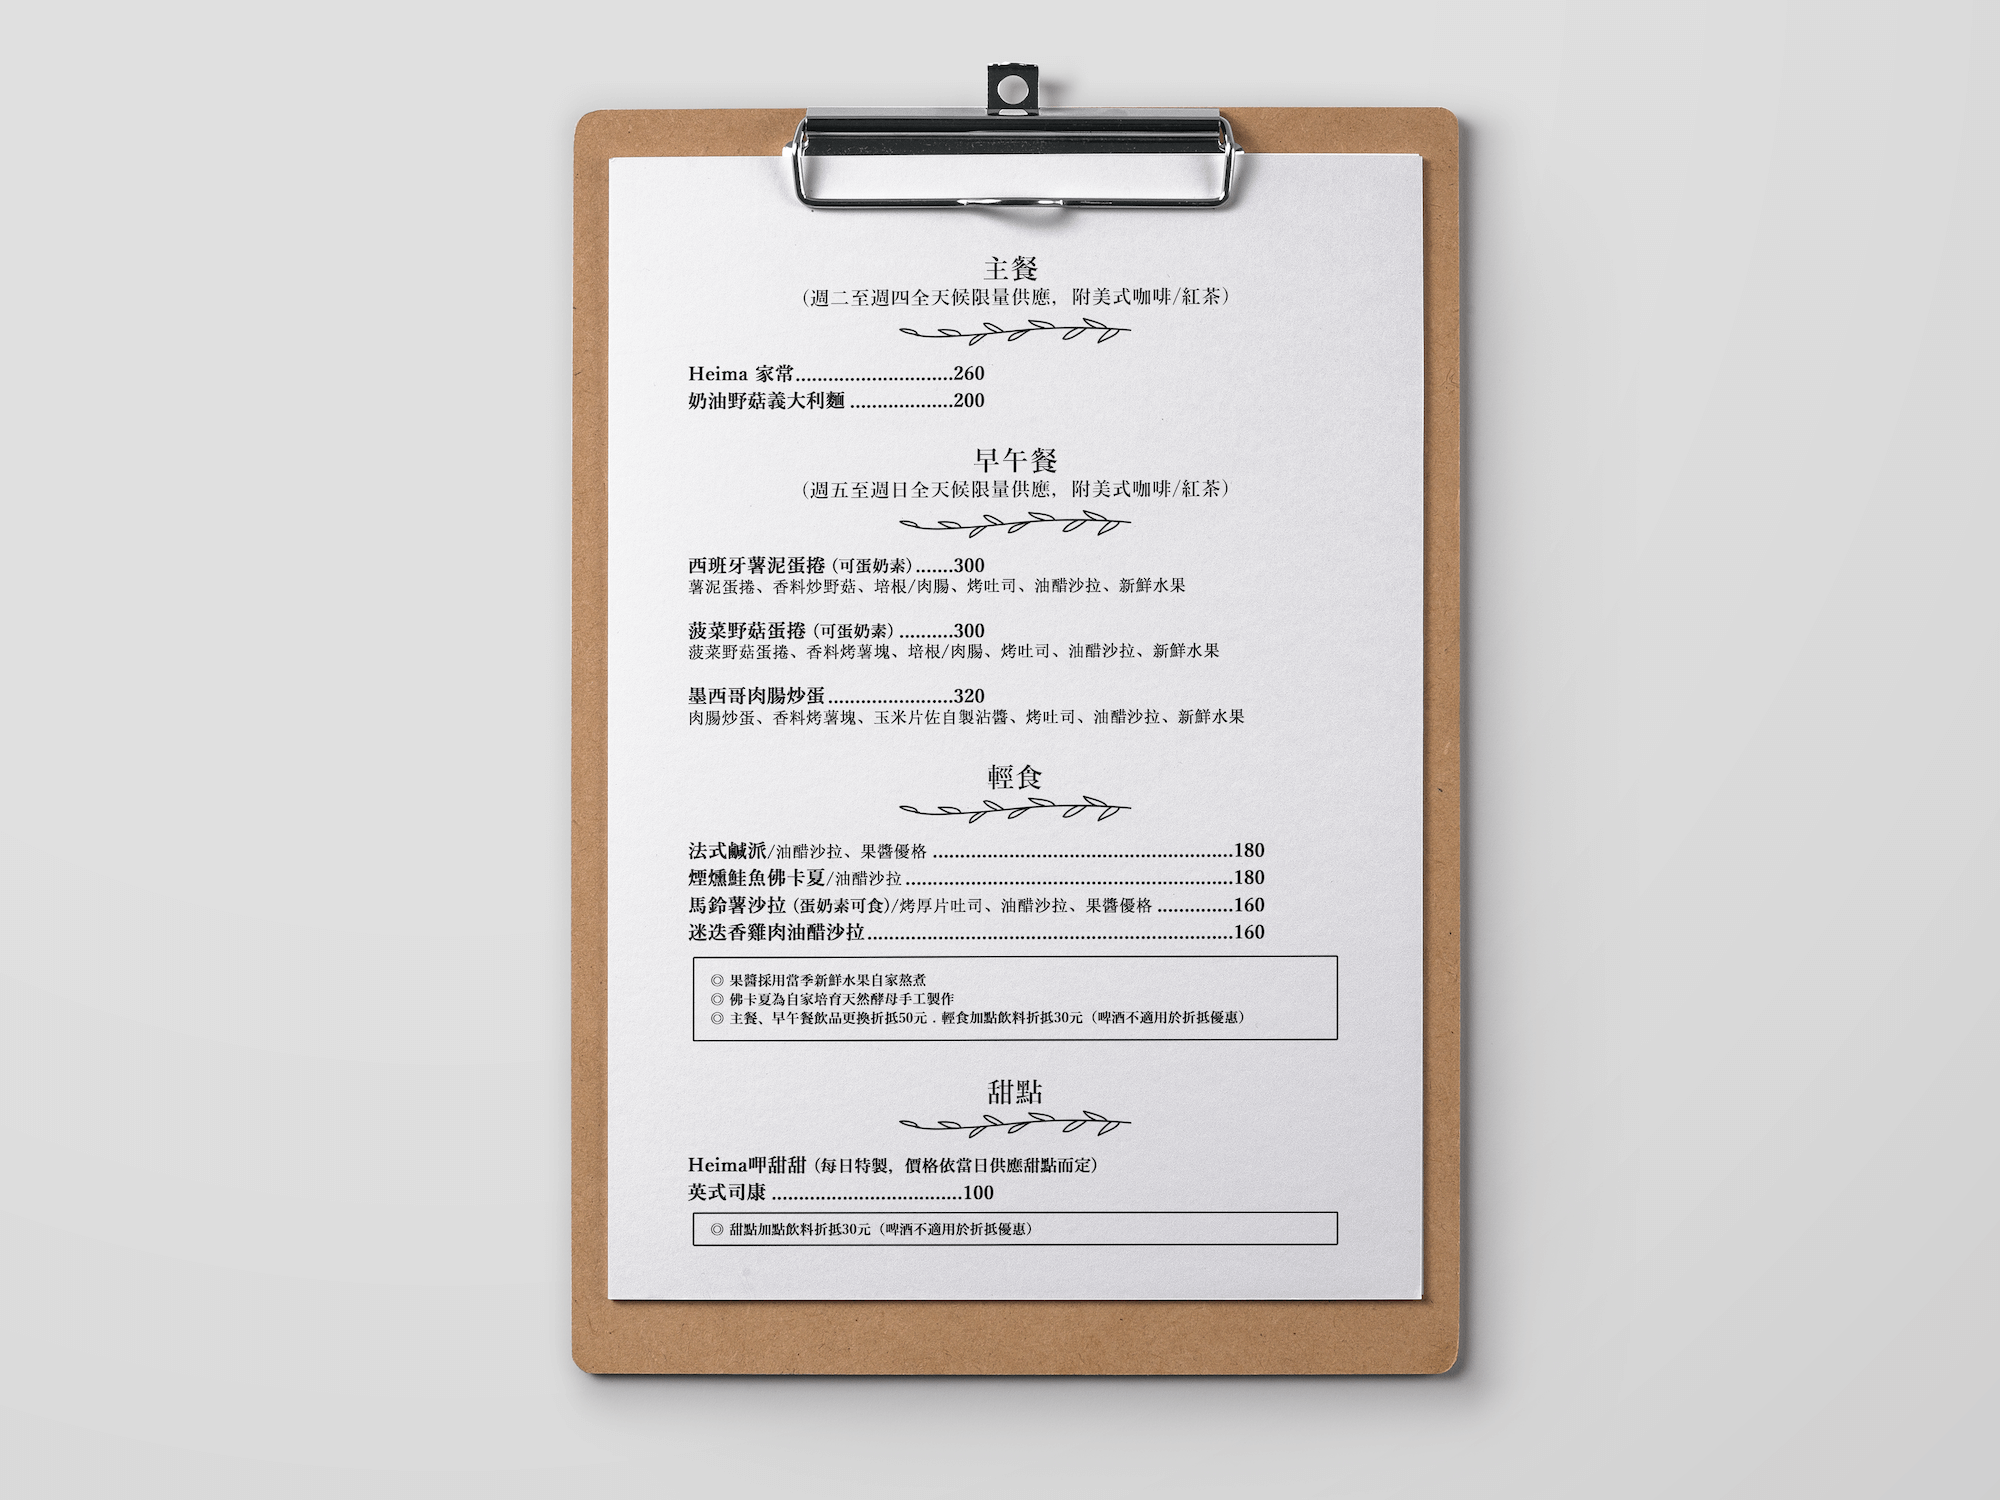 主餐
(週二至週四全天候限量供應，附美式咖啡/紅茶)
Heima 家常.............................260
奶油野菇義大利麵 ...................200
早午餐
(週五至週日全天候限量供應，附美式咖啡/紅茶)
西班牙薯泥蛋捲 (可蛋奶素).......300
薯泥蛋捲、香料炒野菇、培根/肉腸、烤吐司、油醋沙拉、新鮮水果
菠菜野菇蛋捲 (可蛋奶素) ..........300
菠菜野菇蛋捲、香料烤薯塊、培根/肉腸、烤吐司、油醋沙拉、新鮮水果
墨西哥肉腸炒蛋.......................320
肉腸炒蛋、香料烤薯塊、玉米片佐自製沾醬、烤吐司、油醋沙拉、新鮮水果
輕食
法式鹹派/油醋沙拉、果醬優格 .......................................................180
煙燻鮭魚佛卡夏/油醋沙拉............................................................180
馬鈴薯沙拉 (蛋奶素可食)/烤厚片吐司、油醋沙拉、果醬優格 ..............160
迷迭香雞肉油醋沙拉...................................................................160
◎ 果醬採用當季新鮮水果自家熬煮
◎ 佛卡夏為自家培育天然酵母手工製作
◎ 主餐、早午餐飲品更換折抵50元．輕食加點飲料折抵30元（啤酒不適用於折抵優惠）
甜點
Heima呷甜甜 (每日特製，價格依當日供應甜點而定)
英式司康 ...................................100
◎ 甜點加點飲料折抵30元（啤酒不適用於折抵優惠）